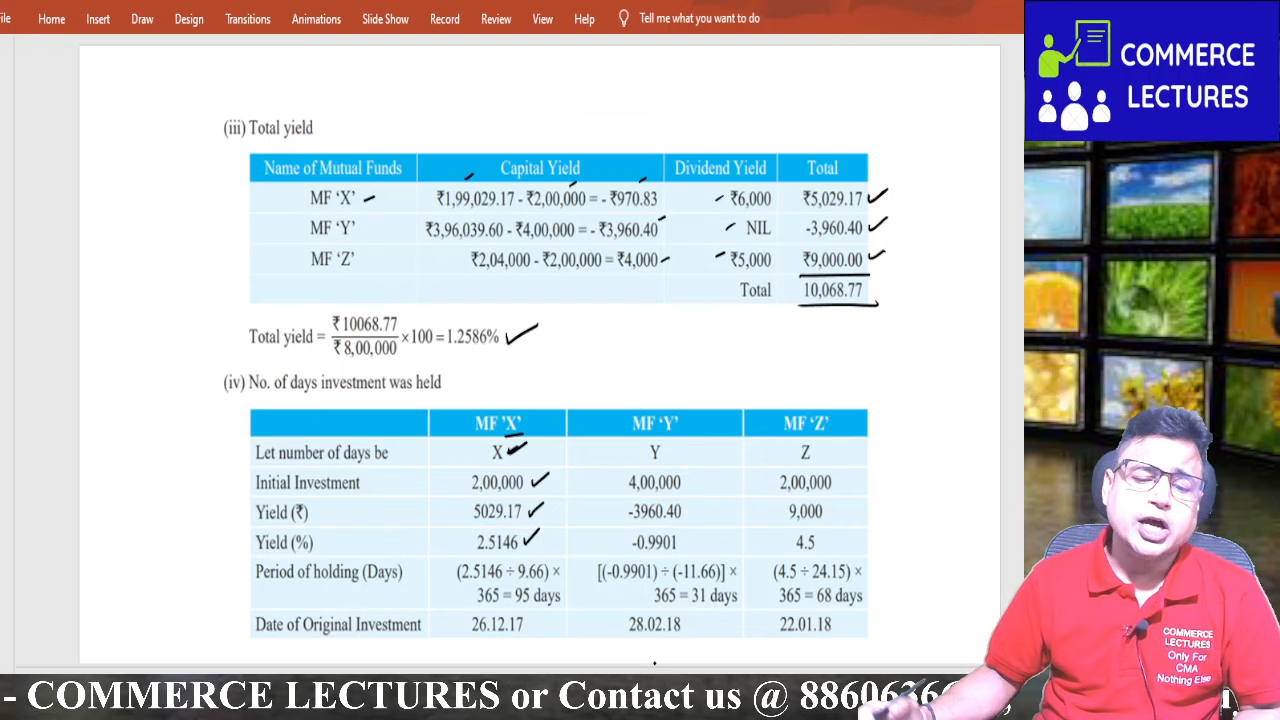 File Home Insert Draw Design Transitions Animations Slide Show Record Review View Help Tell me what you want to do
COMMERCE
LECTURES
(iii) Total yield
Name of Mutual Funds Capital Yield Dividend Yield Total
MF ‘X’ ₹1,99,029.17 - ₹2,00,000 = - ₹970.83 ₹6,000 ₹5,029.17
MF ‘Y’ ₹3,96,039.60 - ₹4,00,000 = - ₹3,960.40 NIL -3,960.40
MF ‘Z’ ₹2,04,000 - ₹2,00,000 = ₹4,000 ₹5,000 ₹9,000.00
Total 10,068.77
₹ 10068.77
Total yield = ×100 = 1.2586%
₹ 8,00,000
(iv) No. of days investment was held
MF ’X’ MF ‘Y’ MF ‘Z’
Let number of days be X Y Z
Initial Investment 2,00,000 4,00,000 2,00,000
Yield (₹) 5029.17 -3960.40 9,000
Yield (%) 2.5146 -0.9901 4.5
Period of holding (Days) (2.5146 ÷ 9.66) × [(-0.9901) ÷ (-11.66)] × (4.5 ÷ 24.15) ×
365 = 95 days 365 = 31 days 365 = 68 days
Date of Original Investment 26.12.17 28.02.18 22.01.18
COMMERCE
LECTURES
Only For
CMA
Nothing Else
- COMMERCE LECTURES or Contact us @